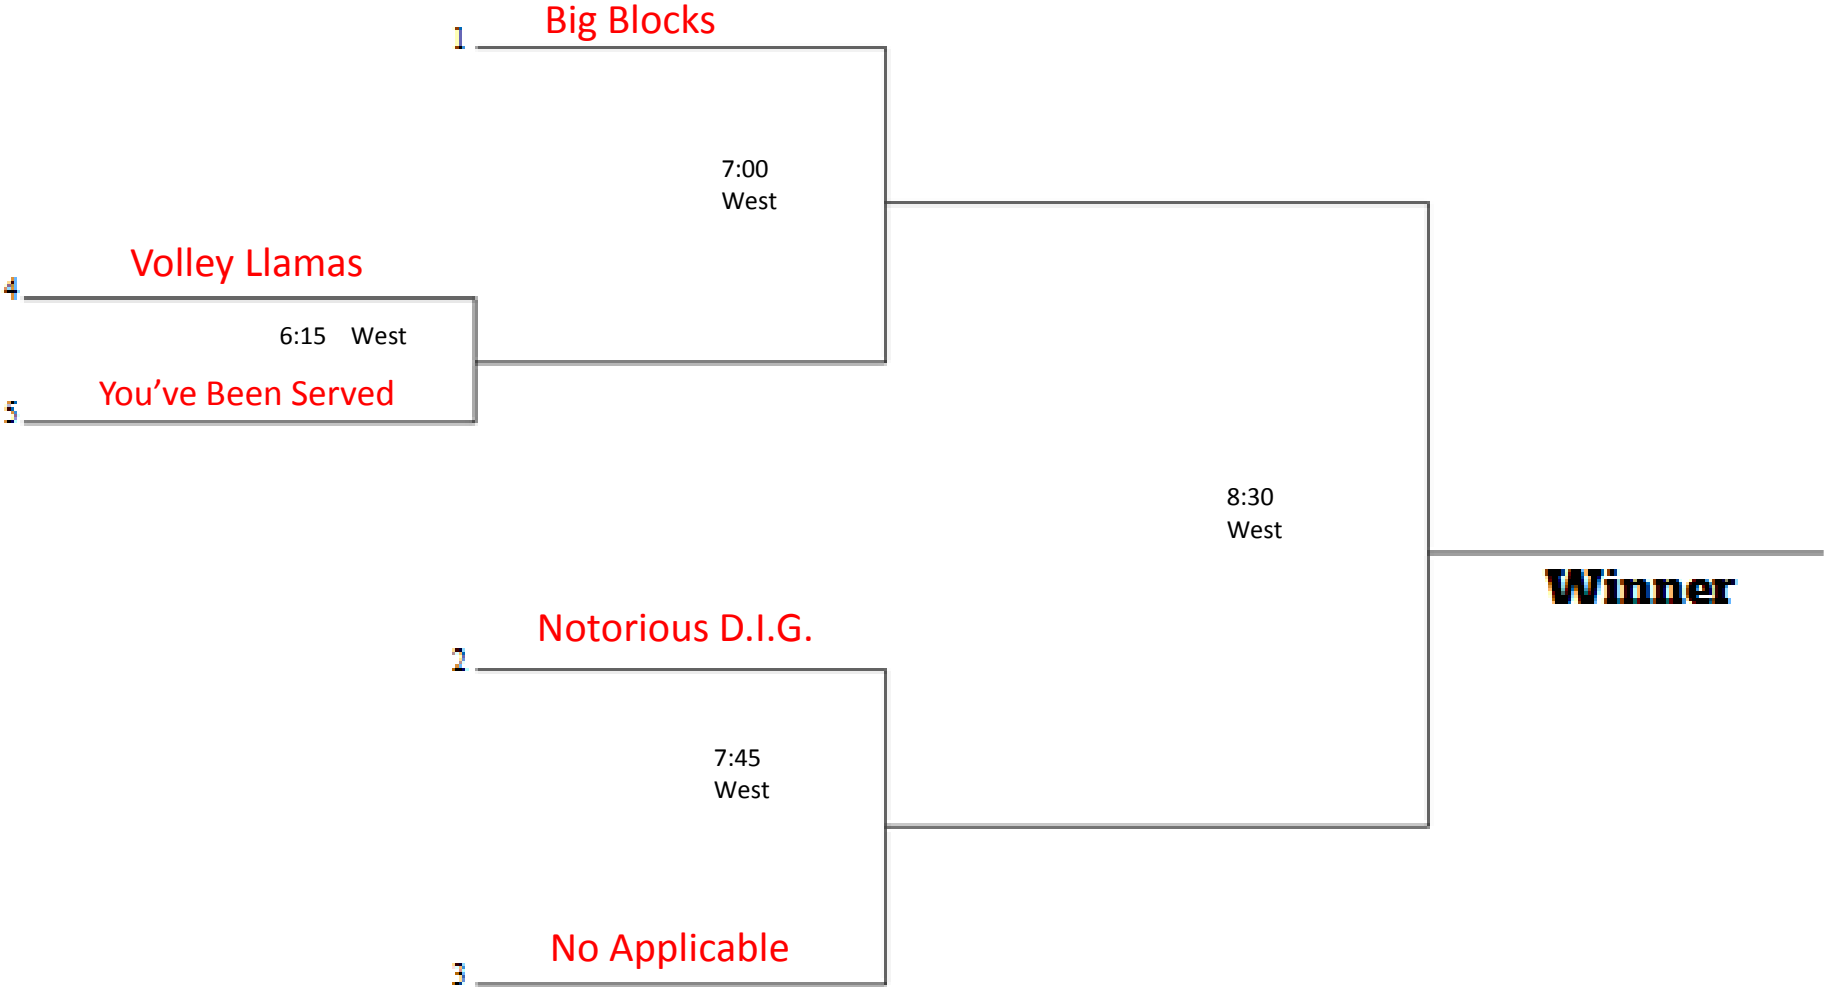 Big Blocks
1
7:00
West
Volley Llamas
4
6:15 West
You've Been Served
5
8:30
West
Winner
Notorious D.I.G.
2
7:45
West
No Applicable
3